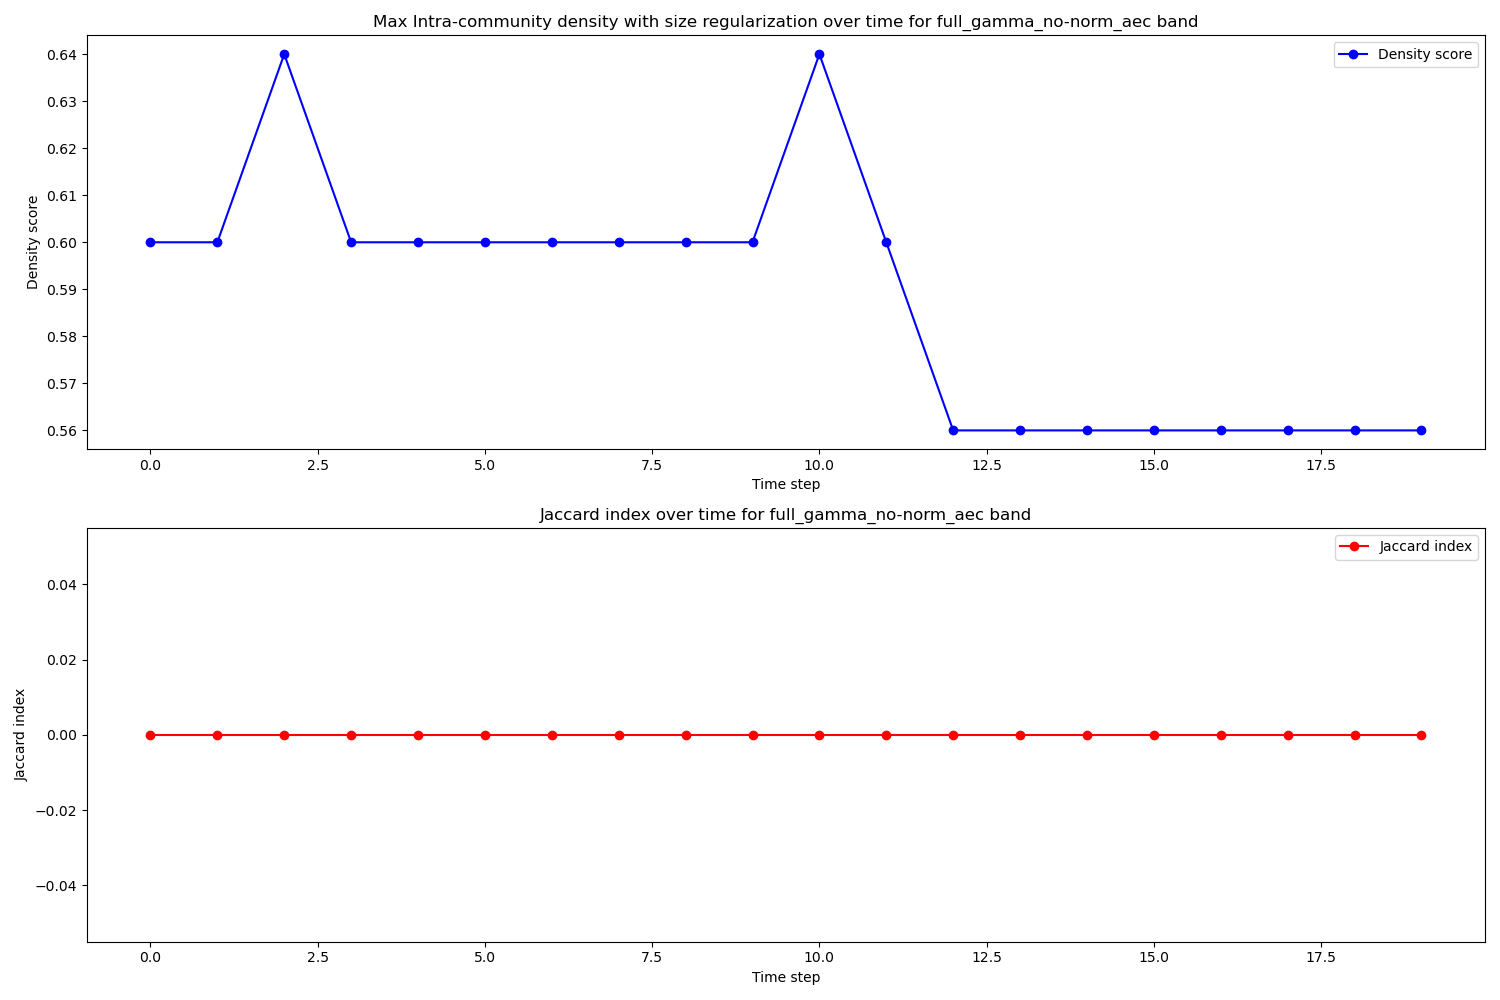 Max Intra-community density with size regularization over time for full_gamma_no-norm_aec band
Density score
0.64
0.63
0.62
0.61
0.60
0.59
0.58
0.57
0.56
Density score
0.0 2.5 5.0 7.5 10.0 12.5 15.0 17.5
Time step
Jaccard index over time for full_gamma_no-norm_aec band
Jaccard index
0.04
0.02
0.00
−0.02
−0.04
Jaccard index
0.0 2.5 5.0 7.5 10.0 12.5 15.0 17.5
Time step